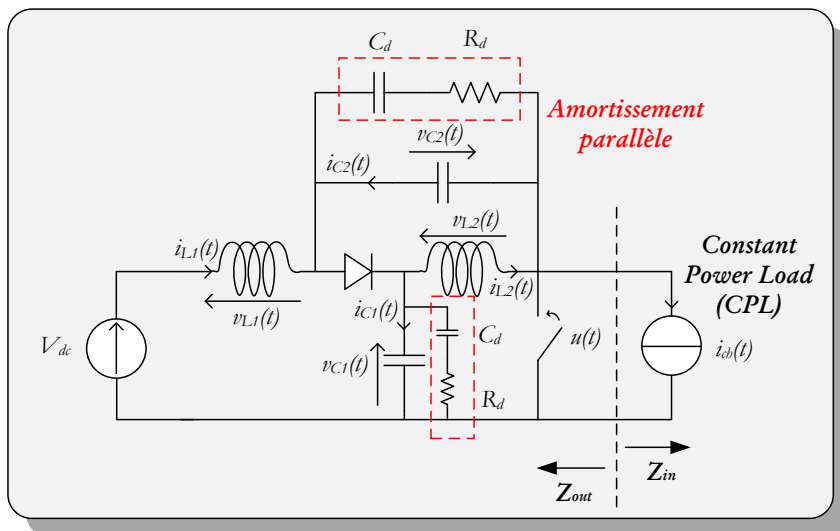 Cd
Rd
Amortissement
parallèle
vC2(t)
iC2(t)
vL2(t)
iL1(t)
Constant
Power Load
(CPL)
iL2(t)
vL1(t)
iC1(t)
Cd
u(t)
Vdc
vC1(t)
ich(t)
Rd
Zin
Zout